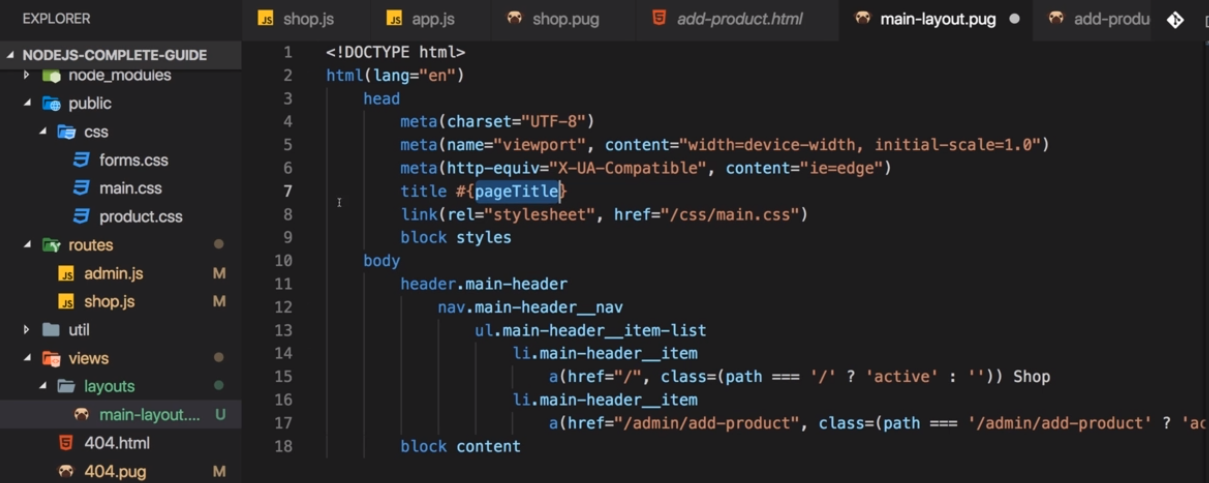 EXPLORER
NODEJS-COMPLETE-GUIDE
node_modules
public
css
forms.css
main.css
product.css
routes
admin.js M
shop.js M
util
views
layouts
main-layout.... U
404.html
404.pug M
JS shop.js JS app.js shop.pug add-product.html main-layout.pug add-produ
1 <!DOCTYPE html>
2 html(lang="en")
3 head
4 meta(charset="UTF-8")
5 meta(name="viewport", content="width=device-width, initial-scale=1.0")
6 meta(http-equiv="X-UA-Compatible", content="ie=edge")
7 title #{pageTitle}
8 link(rel="stylesheet", href="/css/main.css")
9 block styles
10 body
11 header.main-header
12 nav.main-header__nav
13 ul.main-header__item-list
14 li.main-header__item
15 a(href="/", class=(path === '/' ? 'active' : '')) Shop
16 li.main-header__item
17 a(href="/admin/add-product", class=(path === '/admin/add-product' ? 'ac
18 block content